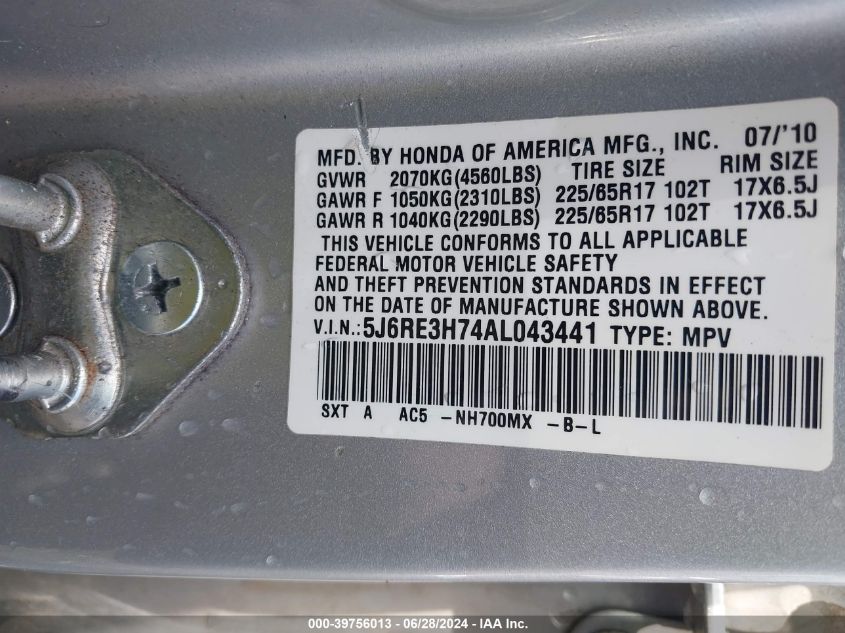 MFD. BY HONDA OF AMERICA MFG., INC. 07/'10
GVWR 2070KG(4560LBS) TIRE SIZE RIM SIZE
GAWR F 1050KG(2310LBS) 225/65R17 102T 17X6.5J
GAWR R 1040KG(2290LBS) 225/65R17 102T 17X6.5J
THIS VEHICLE CONFORMS TO ALL APPLICABLE
FEDERAL MOTOR VEHICLE SAFETY
AND THEFT PREVENTION STANDARDS IN EFFECT
ON THE DATE OF MANUFACTURE SHOWN ABOVE.
V.I.N.:5J6RE3H74AL043441 TYPE: MPV
SXT A AC5 -NH700MX -B-L
000-39756013 - 06/28/2024 - IAA Inc.